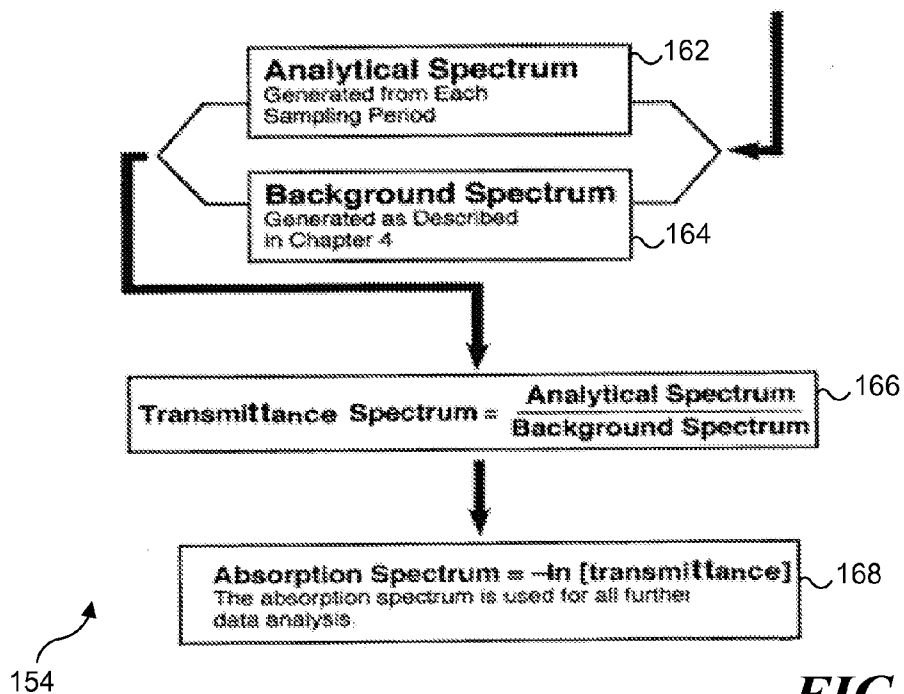 Analytical Spectrum
Generated from Each
Sampling Period
162
Background Spectrum
Generated as Described
in Chapter 4
164
Transmittance Spectrum = Analytical Spectrum
Background Spectrum
166
Absorption Spectrum = –ln [transmittance]
The absorption spectrum is used for all further
data analysis.
168
154